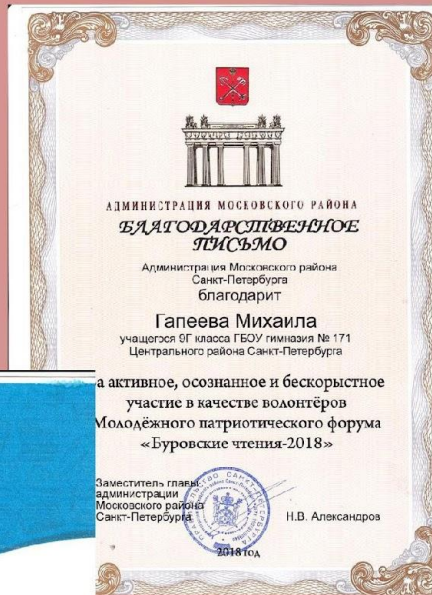 АДМИНИСТРАЦИЯ МОСКОВСКОГО РАЙОНА
БЛАГОДАРСТВЕННОЕ
ПИСЬМО
Администрация Московского района
Санкт-Петербурга
благодарит
Гапеева Михаила
учащегося 9Г класса ГБОУ гимназия № 171
Центрального района Санкт-Петербурга
а активное, осознанное и бескорыстное
участие в качестве волонтёров
Молодёжного патриотического форума
«Буровские чтения-2018»
Заместитель главы
администрации
Московского района
Санкт-Петербурга
Н.В. Александров
2018 год